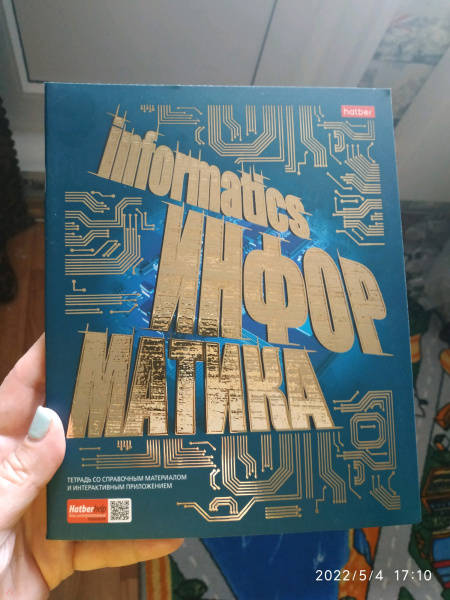 hatber
informatics
ИНФОР
МАТИКА
ТЕТРАДЬ СО СПРАВОЧНЫМ МАТЕРИАЛОМ
И ИНТЕРАКТИВНЫМ ПРИЛОЖЕНИЕМ
Hatber
2022/5/4 17:10